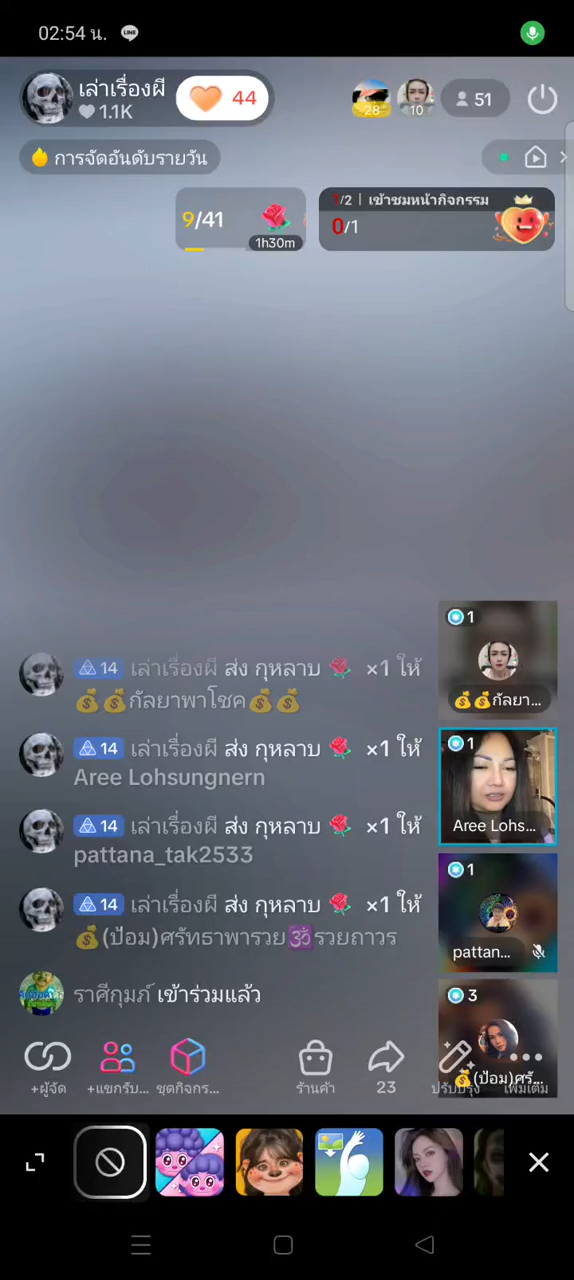 02:54 น.
LINE
เล่าเรื่องผี
1.1K
44
28
10
51
การจัดอันดับรายวัน
9/41
1h30m
1/2 | เข้าชมหน้ากิจกรรม
0/1
1
💰💰กัลย...
14 เล่าเรื่องผี ส่ง กุหลาบ 🌹 ×1 ให้
💰💰กัลยาพาโชค💰💰
14 เล่าเรื่องผี ส่ง กุหลาบ 🌹 ×1 ให้
Aree Lohsungnern
1
Aree Lohs...
14 เล่าเรื่องผี ส่ง กุหลาบ 🌹 ×1 ให้
pattana_tak2533
1
pattan...
14 เล่าเรื่องผี ส่ง กุหลาบ 🌹 ×1 ให้
💰(ป้อม)ศรัทธาพารวย🕉รวยถาวร
ราศีกุมภ์ เข้าร่วมแล้ว
3
💰(ป้อม)ศรั...
+ผู้จัด
+แขกรับ...
ชุดกิจกร...
ร้านค้า
23
ปรับปรุง
เพิ่มเติม